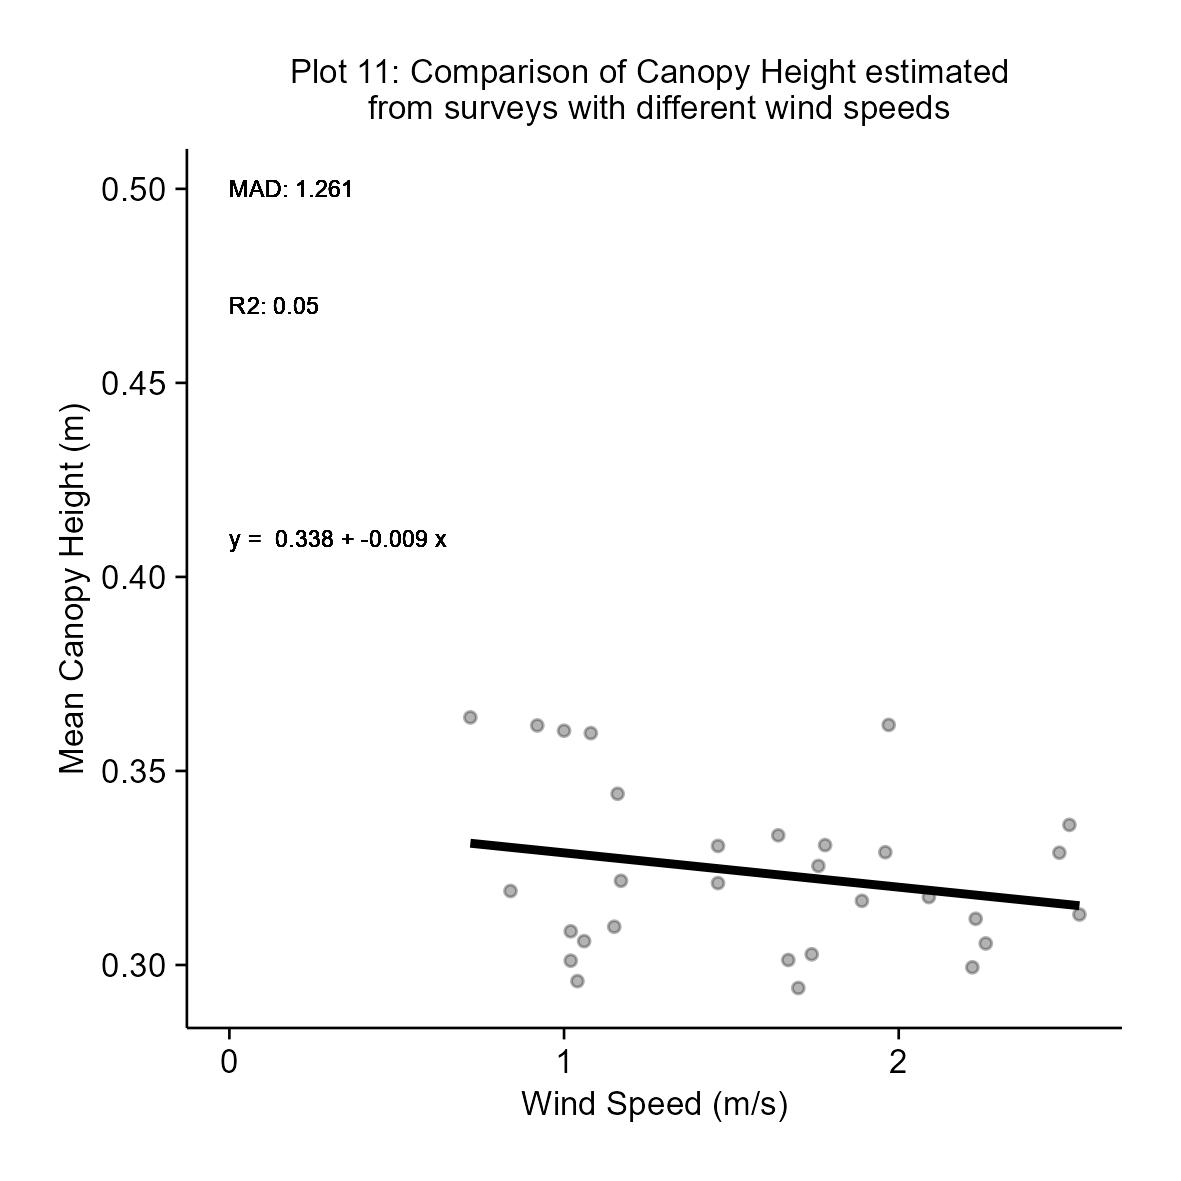 Plot 11: Comparison of Canopy Height estimated
from surveys with different wind speeds
0.50
MAD: 1.261
R2: 0.05
0.45
y =  0.338 + -0.009 x
0.40
Mean Canopy Height (m)
0.35
0.30
0
1
2
Wind Speed (m/s)